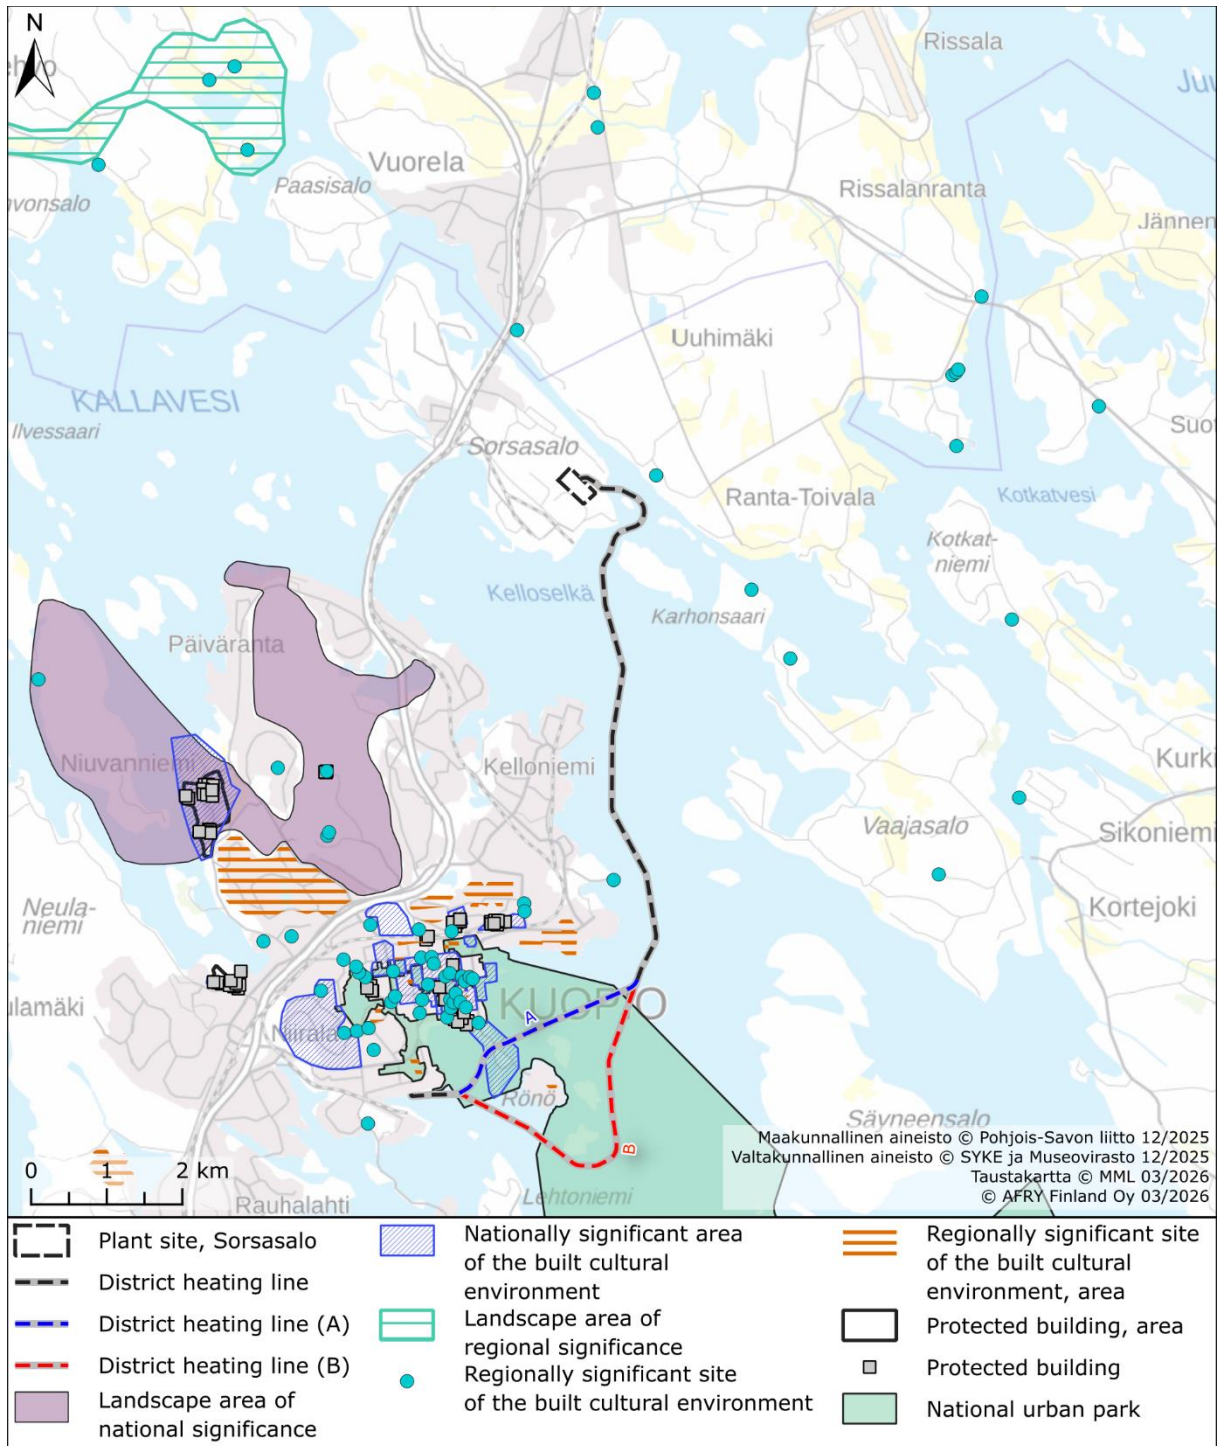 N
Rissala
Vuorela
Paasisalo
Rissalanranta
Jännen
Uuhimäki
KALLAVESI
Ilvessaari
Sorsasalo
Suot
Ranta-Toivala
Kotkatvesi
Kotkat-
niemi
Kelloselkä
Karhonsaari
Päiväranta
Niuvanniemi
Kelloniemi
Kurki
Vaajasalo
Sikoniemi
Neula-
niemi
Kortejoki
KUOPIO
A
ulamäki
Niirala
Rönö
Säyneensalo
B
Lehtoniemi
Rauhalahti
0 1 2 km
Maakunnallinen aineisto © Pohjois-Savon liitto 12/2025
Valtakunnallinen aineisto © SYKE ja Museovirasto 12/2025
Taustakartta © MML 03/2026
© AFRY Finland Oy 03/2026
Plant site, Sorsasalo
District heating line
District heating line (A)
District heating line (B)
Landscape area of
national significance
Nationally significant area
of the built cultural
environment
Landscape area of
regional significance
Regionally significant site
of the built cultural environment
Regionally significant site
of the built cultural
environment, area
Protected building, area
Protected building
National urban park